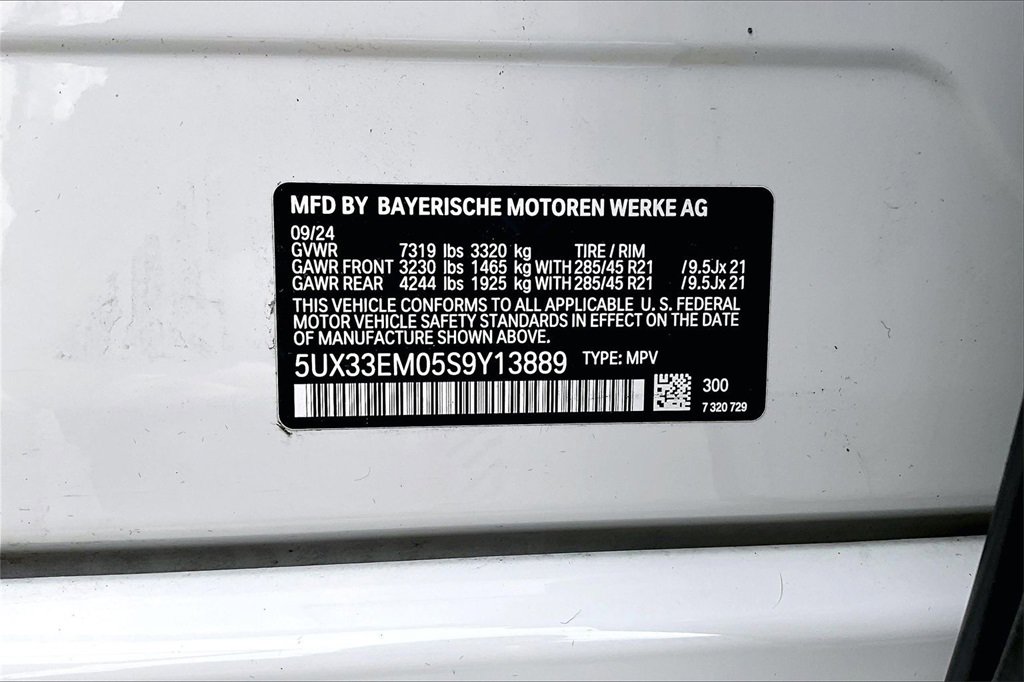 MFD BY BAYERISCHE MOTOREN WERKE AG
09/24
GVWR 7319 lbs 3320 kg TIRE / RIM
GAWR FRONT 3230 lbs 1465 kg WITH 285/45 R21 /9.5Jx 21
GAWR REAR 4244 lbs 1925 kg WITH 285/45 R21 /9.5Jx 21
THIS VEHICLE CONFORMS TO ALL APPLICABLE U. S. FEDERAL
MOTOR VEHICLE SAFETY STANDARDS IN EFFECT ON THE DATE
OF MANUFACTURE SHOWN ABOVE.
5UX33EM05S9Y13889 TYPE: MPV
300
7 320 729